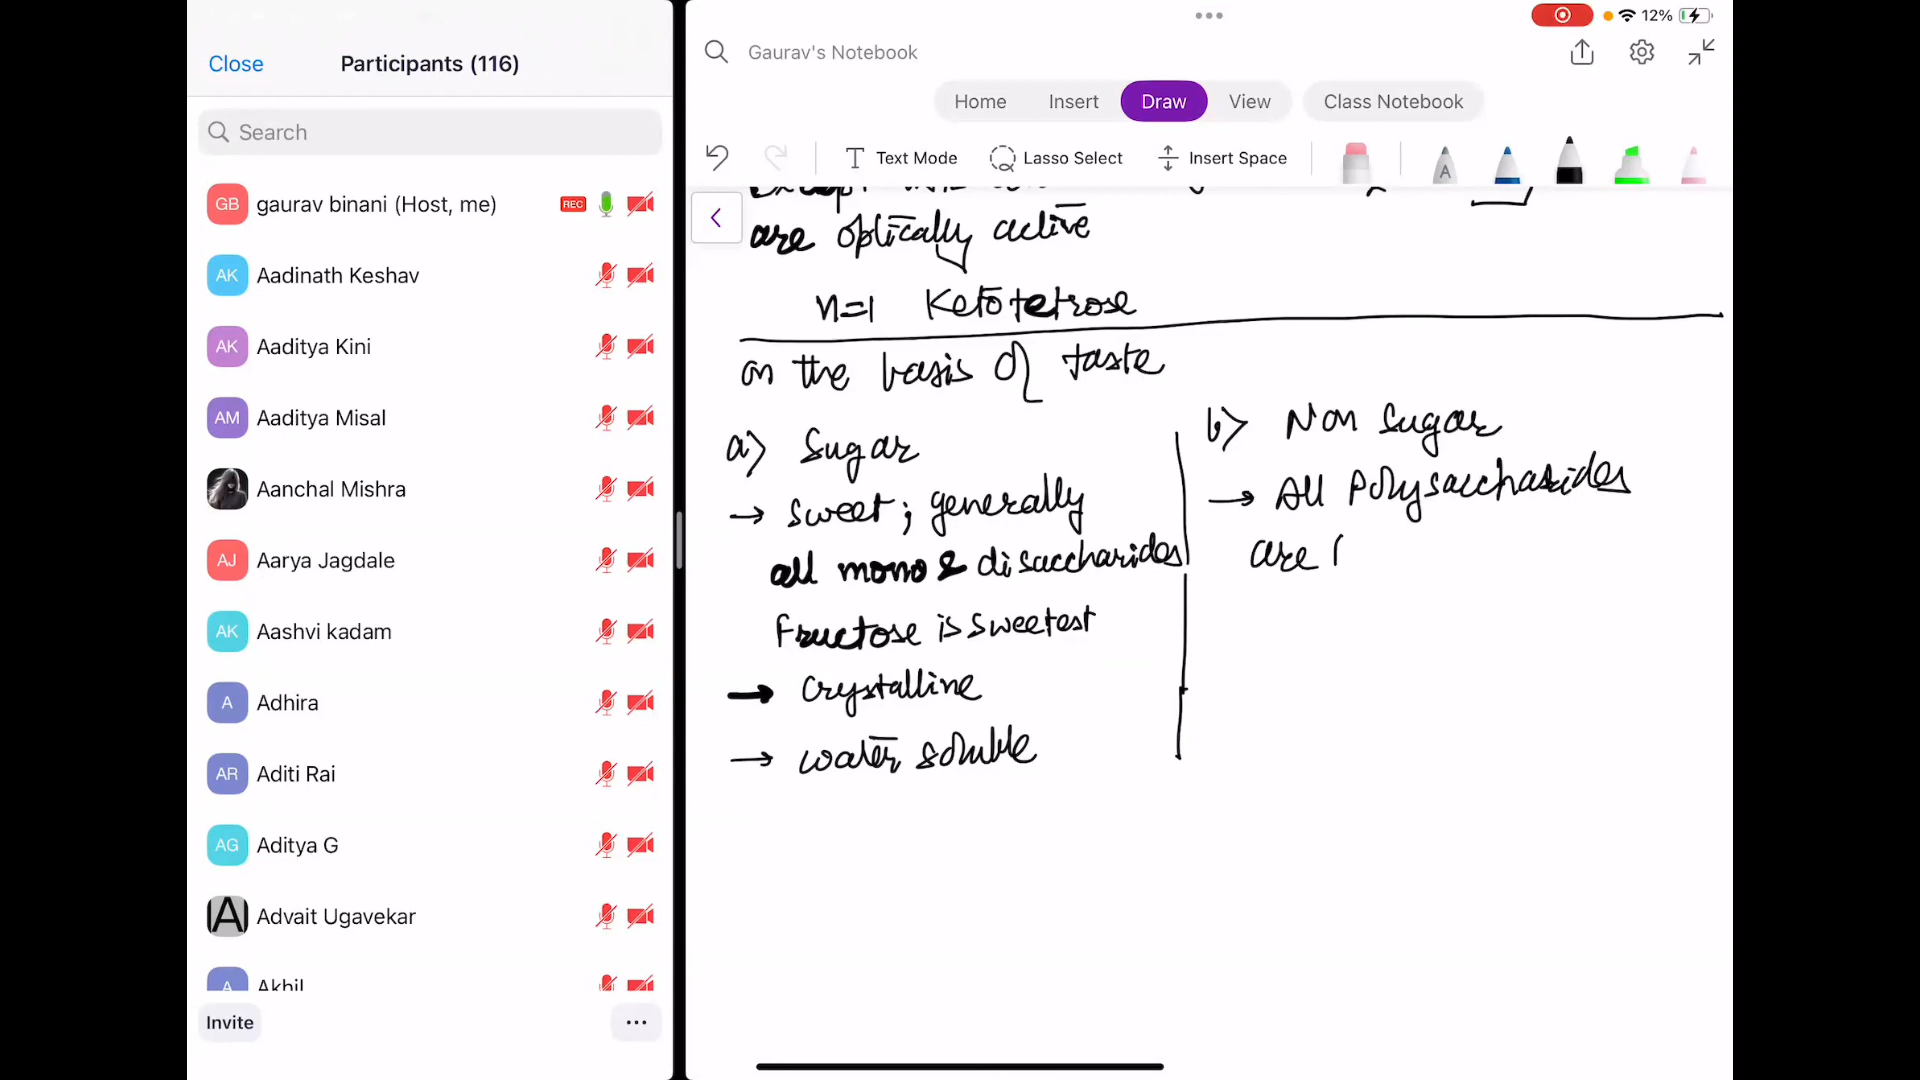 12%
Close
Participants (116)
Gaurav's Notebook
Home
Insert
Draw
View
Class Notebook
Search
Text Mode
Lasso Select
Insert Space
A
GB
gaurav binani (Host, me)
REC
AK
Aadinath Keshav
AK
Aaditya Kini
AM
Aaditya Misal
Aanchal Mishra
AJ
Aarya Jagdale
AK
Aashvi kadam
A
Adhira
AR
Aditi Rai
AG
Aditya G
A
Advait Ugavekar
A
Akhil
Invite
Except
are optically active
n=1 Ketotetrose
on the basis of taste
a) Sugar
→ sweet; generally
all mono & disaccharides
Fructose is sweetest
→ crystalline
→ water soluble
b) Non sugar
→ All Polysaccharides
are